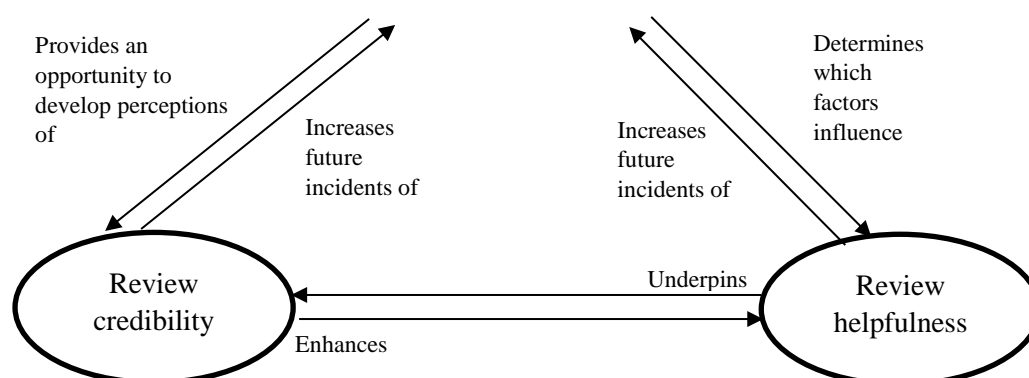 Provides an
opportunity to
develop perceptions
of
Increases
future
incidents of
Increases
future
incidents of
Determines
which
factors
influence
Review
credibility
Underpins
Enhances
Review
helpfulness